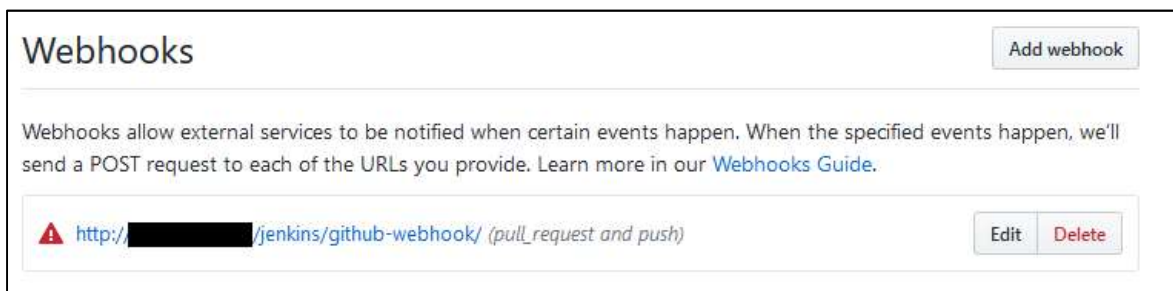 Webhooks
Add webhook
Webhooks allow external services to be notified when certain events happen. When the specified events happen, we'll
send a POST request to each of the URLs you provide. Learn more in our Webhooks Guide.
http:// /jenkins/github-webhook/ (pull_request and push)
Edit
Delete